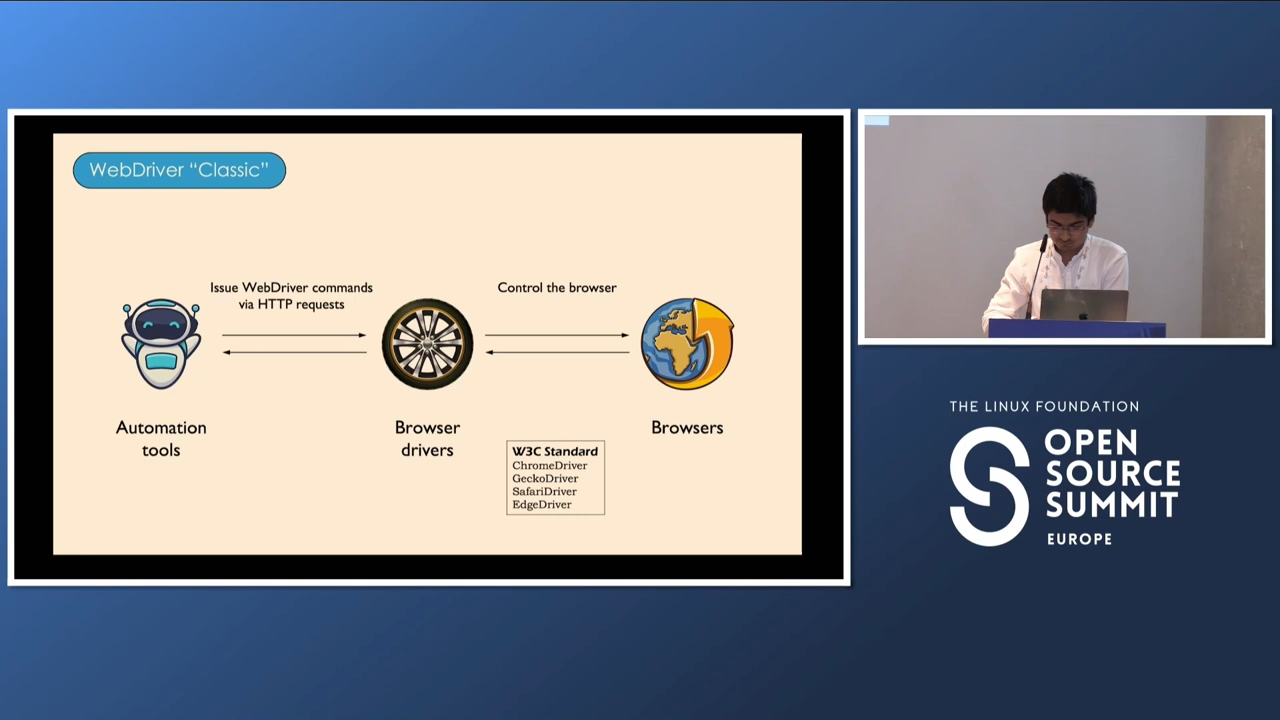 WebDriver “Classic”
Issue WebDriver commands
via HTTP requests
Control the browser
Automation
tools
Browser
drivers
Browsers
W3C Standard
ChromeDriver
GeckoDriver
SafariDriver
EdgeDriver
THE LINUX FOUNDATION
OPEN
SOURCE
SUMMIT
EUROPE